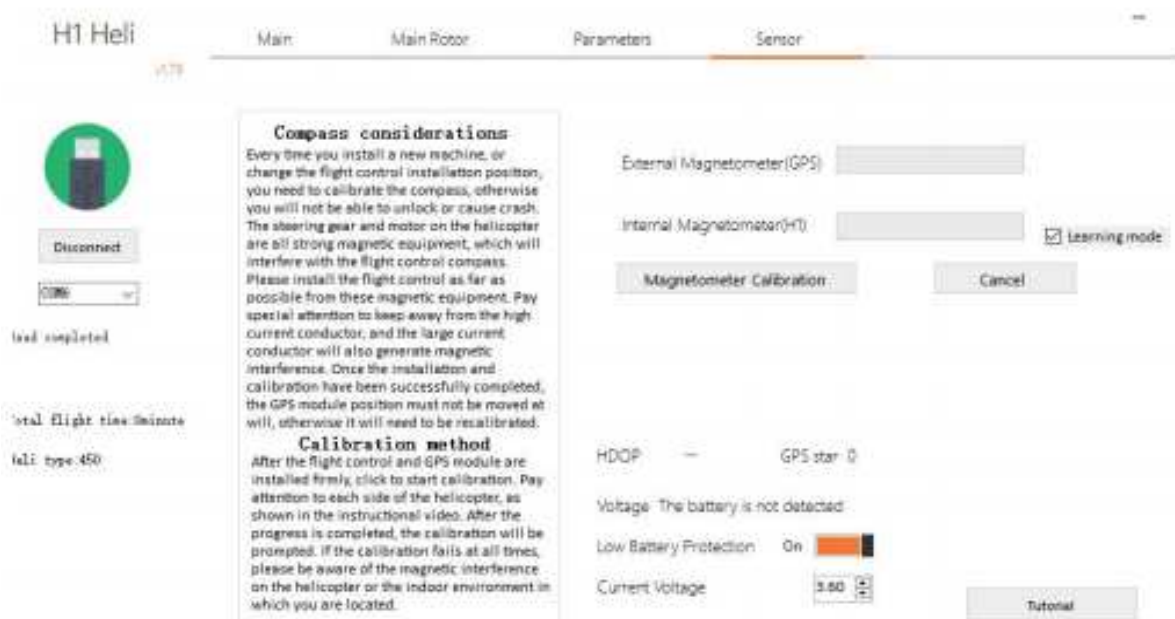 H1 Heli
Main
Main Rotor
Parameters
Sensor
Disconnect
Total flight time:0minute
Heli type:450
Compass considerations
Every time you install a new machine, or
change the flight control installation position,
you need to calibrate the compass, otherwise
you will not be able to unlock or cause crash.
The steering gear and motor on the helicopter
are all strong magnetic equipment, which will
interfere with the flight control compass.
Please install the flight control as far as
possible from these magnetic equipment. Pay
special attention to keep away from the high
current conductor, and the large current
conductor will also generate magnetic
interference. Once the installation and
calibration have been successfully completed,
the GPS module position must not be moved at
will, otherwise it will need to be recalibrated.
Calibration method
After the flight control and GPS module are
installed firmly, click to start calibration. Pay
attention to each side of the helicopter, as
shown in the instructional video. After the
progress is completed, the calibration will be
prompted. If the calibration fails at all times,
please be aware of the magnetic interference
on the helicopter or the indoor environment in
which you are located.
External Magnetometer(GPS)
Internal Magnetometer(H1)
Learning mode
Magnetometer Calibration
Cancel
HDOP --
GPS star 0
Voltage The battery is not detected
Low Battery Protection On
Current Voltage 3.60
Tutorial